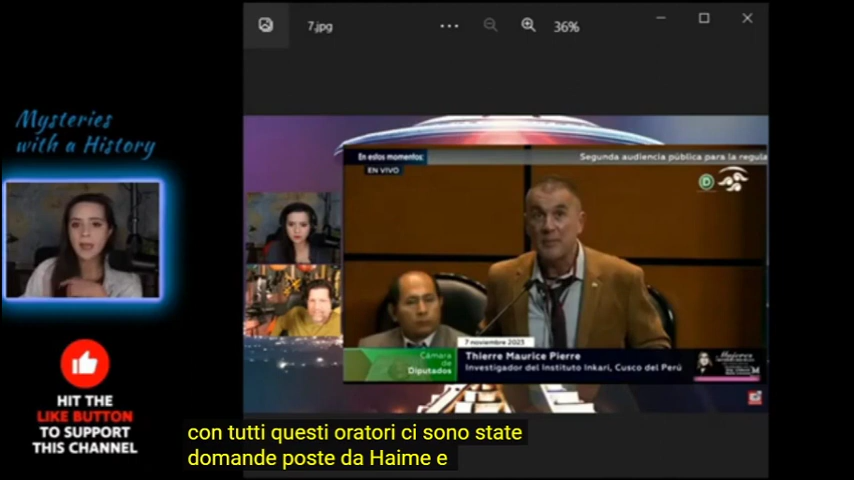 7.jpg
36%
Mysteries
with a History
En estos momentos:
Segunda audiencia pública para la regula
EN VIVO
7 noviembre 2023
Cámara
de
Diputados
Thierre Maurice Pierre
Investigador del Instituto Inkari, Cusco del Perú
Mujeres
HIT THE
LIKE BUTTON
TO SUPPORT
THIS CHANNEL
con tutti questi oratori ci sono state
domande poste da Haime e